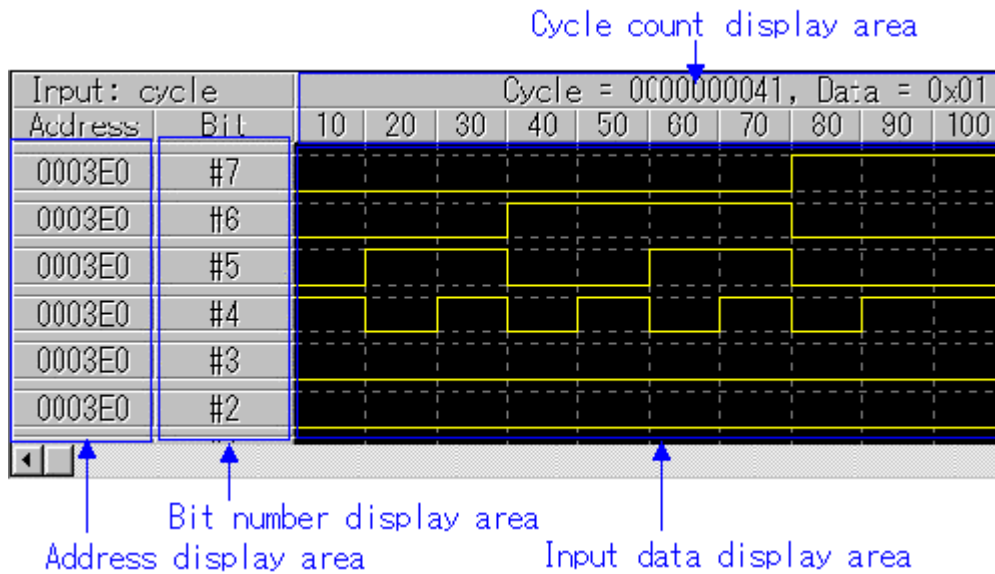 Cycle count display area
Input: cycle Cycle = 0000000041, Data = 0x01
Address Bit 10 20 30 40 50 60 70 80 90 100
0003E0 #7
0003E0 #6
0003E0 #5
0003E0 #4
0003E0 #3
0003E0 #2
Bit number display area
Address display area Input data display area